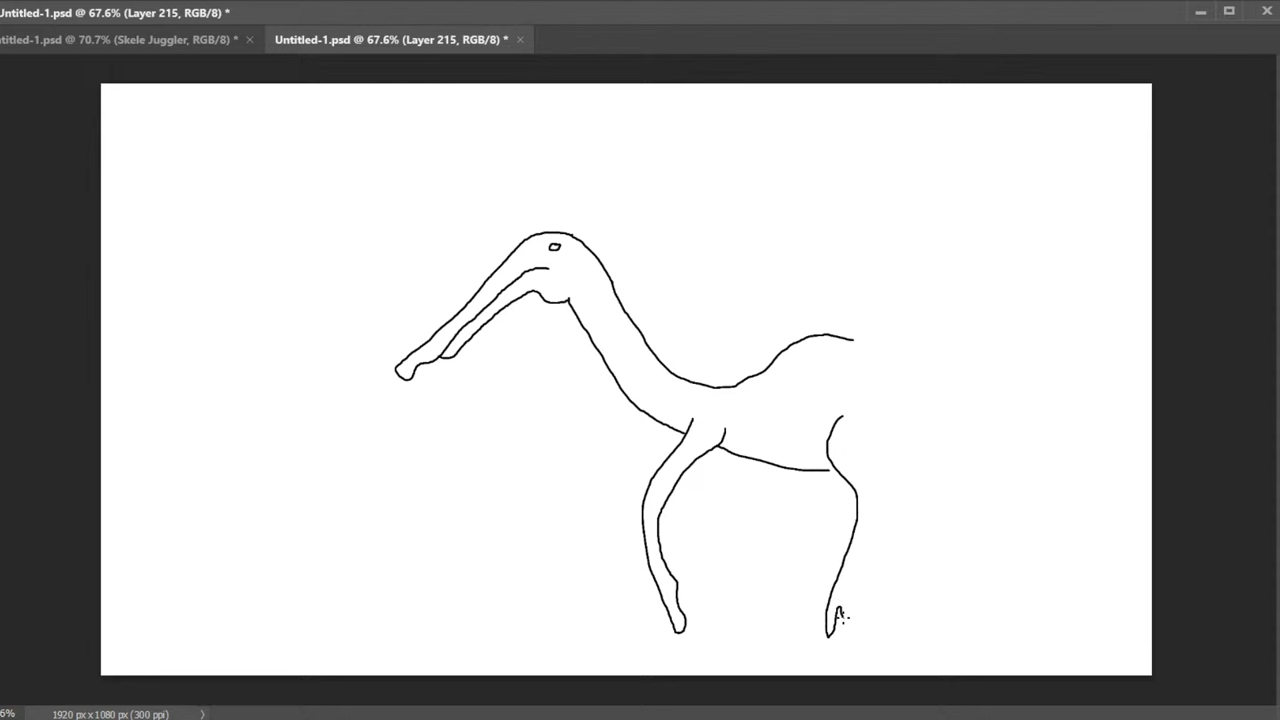 Untitled-1.psd @ 67.6% (Layer 215, RGB/8) *
ntitled-1.psd @ 70.7% (Skele Juggler, RGB/8) * ×
Untitled-1.psd @ 67.6% (Layer 215, RGB/8) * ×
6% 1920 px x 1080 px (300 ppi)